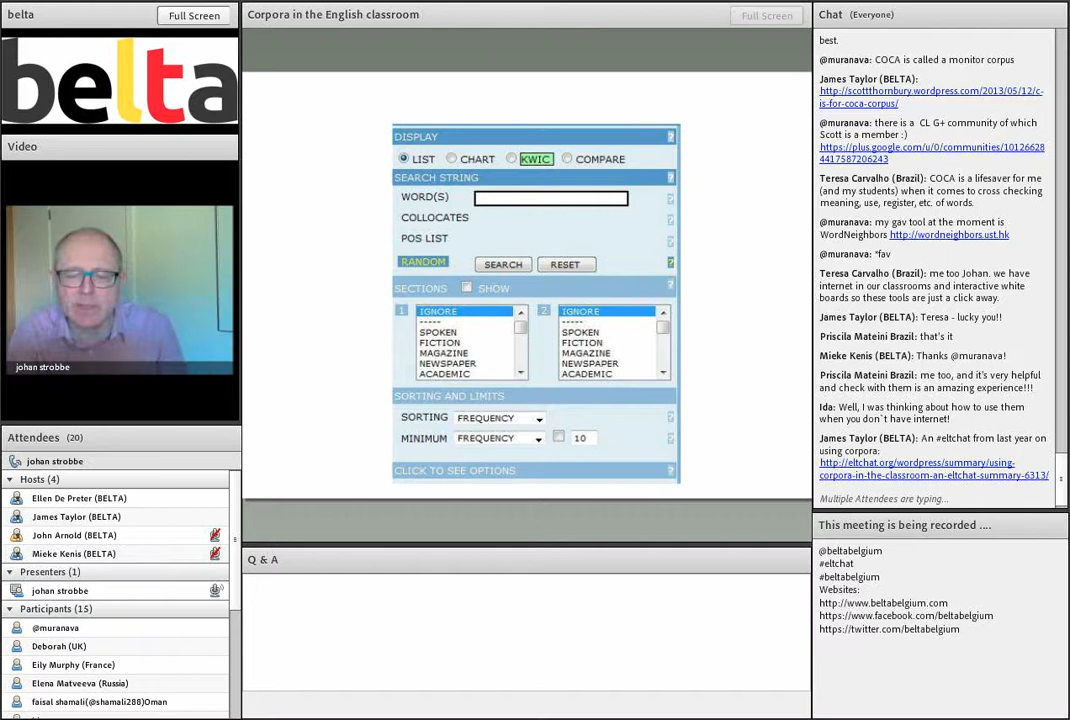 belta
Full Screen
belta
Video
johan strobbe
Attendees (20)
johan strobbe
Hosts (4)
Ellen De Preter (BELTA)
James Taylor (BELTA)
John Arnold (BELTA)
Mieke Kenis (BELTA)
Presenters (1)
johan strobbe
Participants (15)
@muranava
Deborah (UK)
Eily Murphy (France)
Elena Matveeva (Russia)
faisal shamali(@shamali288)Oman
Corpora in the English classroom
Full Screen
DISPLAY
LIST CHART KWIC COMPARE
SEARCH STRING
WORD(S)
COLLOCATES
POS LIST
RANDOM SEARCH RESET
SECTIONS SHOW
1 IGNORE 2 IGNORE
----- -----
SPOKEN SPOKEN
FICTION FICTION
MAGAZINE MAGAZINE
NEWSPAPER NEWSPAPER
ACADEMIC ACADEMIC
SORTING AND LIMITS
SORTING FREQUENCY
MINIMUM FREQUENCY 10
CLICK TO SEE OPTIONS
Q & A
Chat (Everyone)
best.
@muranava: COCA is called a monitor corpus
James Taylor (BELTA):
http://scottthornbury.wordpress.com/2013/05/12/c-
is-for-coca-corpus/
@muranava: there is a CL G+ community of which
Scott is a member :)
https://plus.google.com/u/0/communities/10126628
4417587206243
Teresa Carvalho (Brazil): COCA is a lifesaver for me
(and my students) when it comes to cross checking
meaning, use, register, etc. of words.
@muranava: my gav tool at the moment is
WordNeighbors http://wordneighbors.ust.hk
@muranava: *fav
Teresa Carvalho (Brazil): me too Johan. we have
internet in our classrooms and interactive white
boards so these tools are just a click away.
James Taylor (BELTA): Teresa - lucky you!!
Priscila Mateini Brazil: that's it
Mieke Kenis (BELTA): Thanks @muranava!
Priscila Mateini Brazil: me too, and it's very helpful
and check with them is an amazing experience!!!
Ida: Well, I was thinking about how to use them
when you don`t have internet!
James Taylor (BELTA): An #eltchat from last year on
using corpora:
http://eltchat.org/wordpress/summary/using-
corpora-in-the-classroom-an-eltchat-summary-6313/
Multiple Attendees are typing...
This meeting is being recorded ....
@beltabelgium
#eltchat
#beltabelgium
Websites:
http://www.beltabelgium.com
https://www.facebook.com/beltabelgium
https://twitter.com/beltabelgium